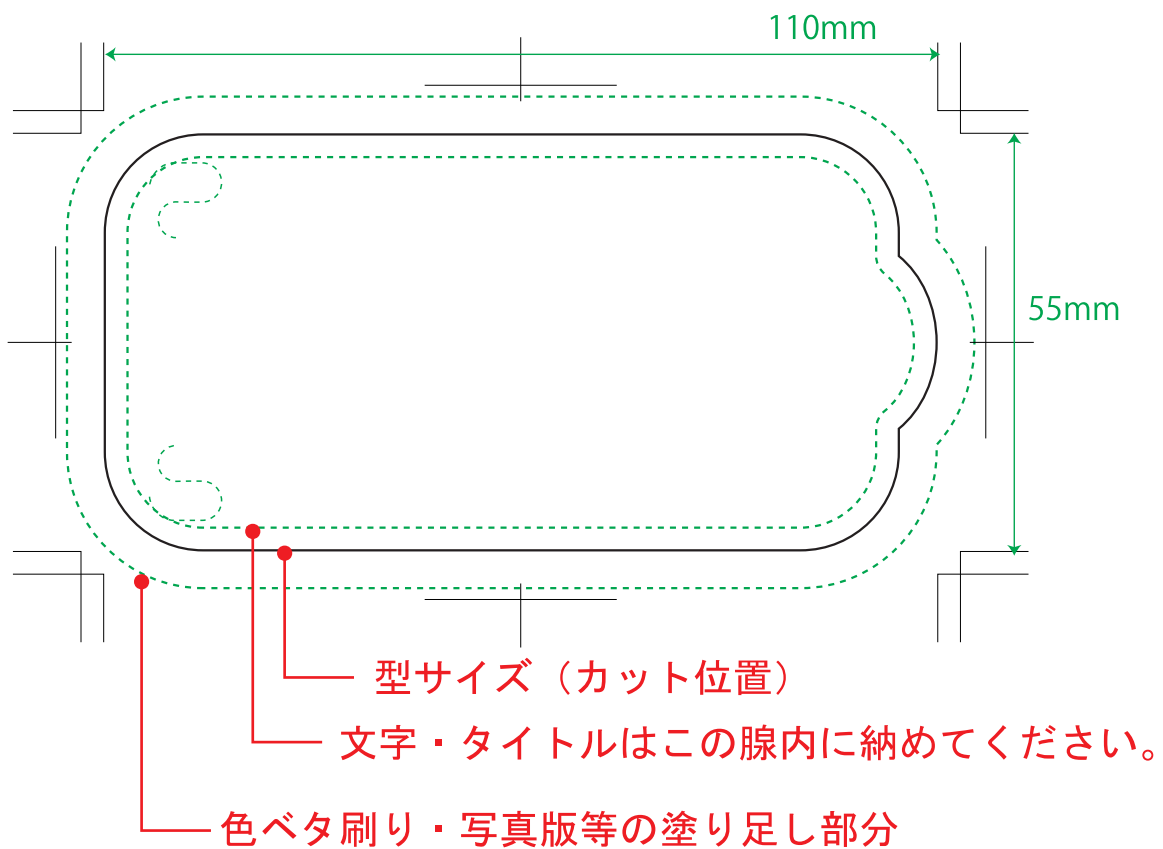 110mm
55mm
型サイズ（カット位置）
文字・タイトルはこの腺内に納めてください。
色ベタ刷り・写真版等の塗り足し部分